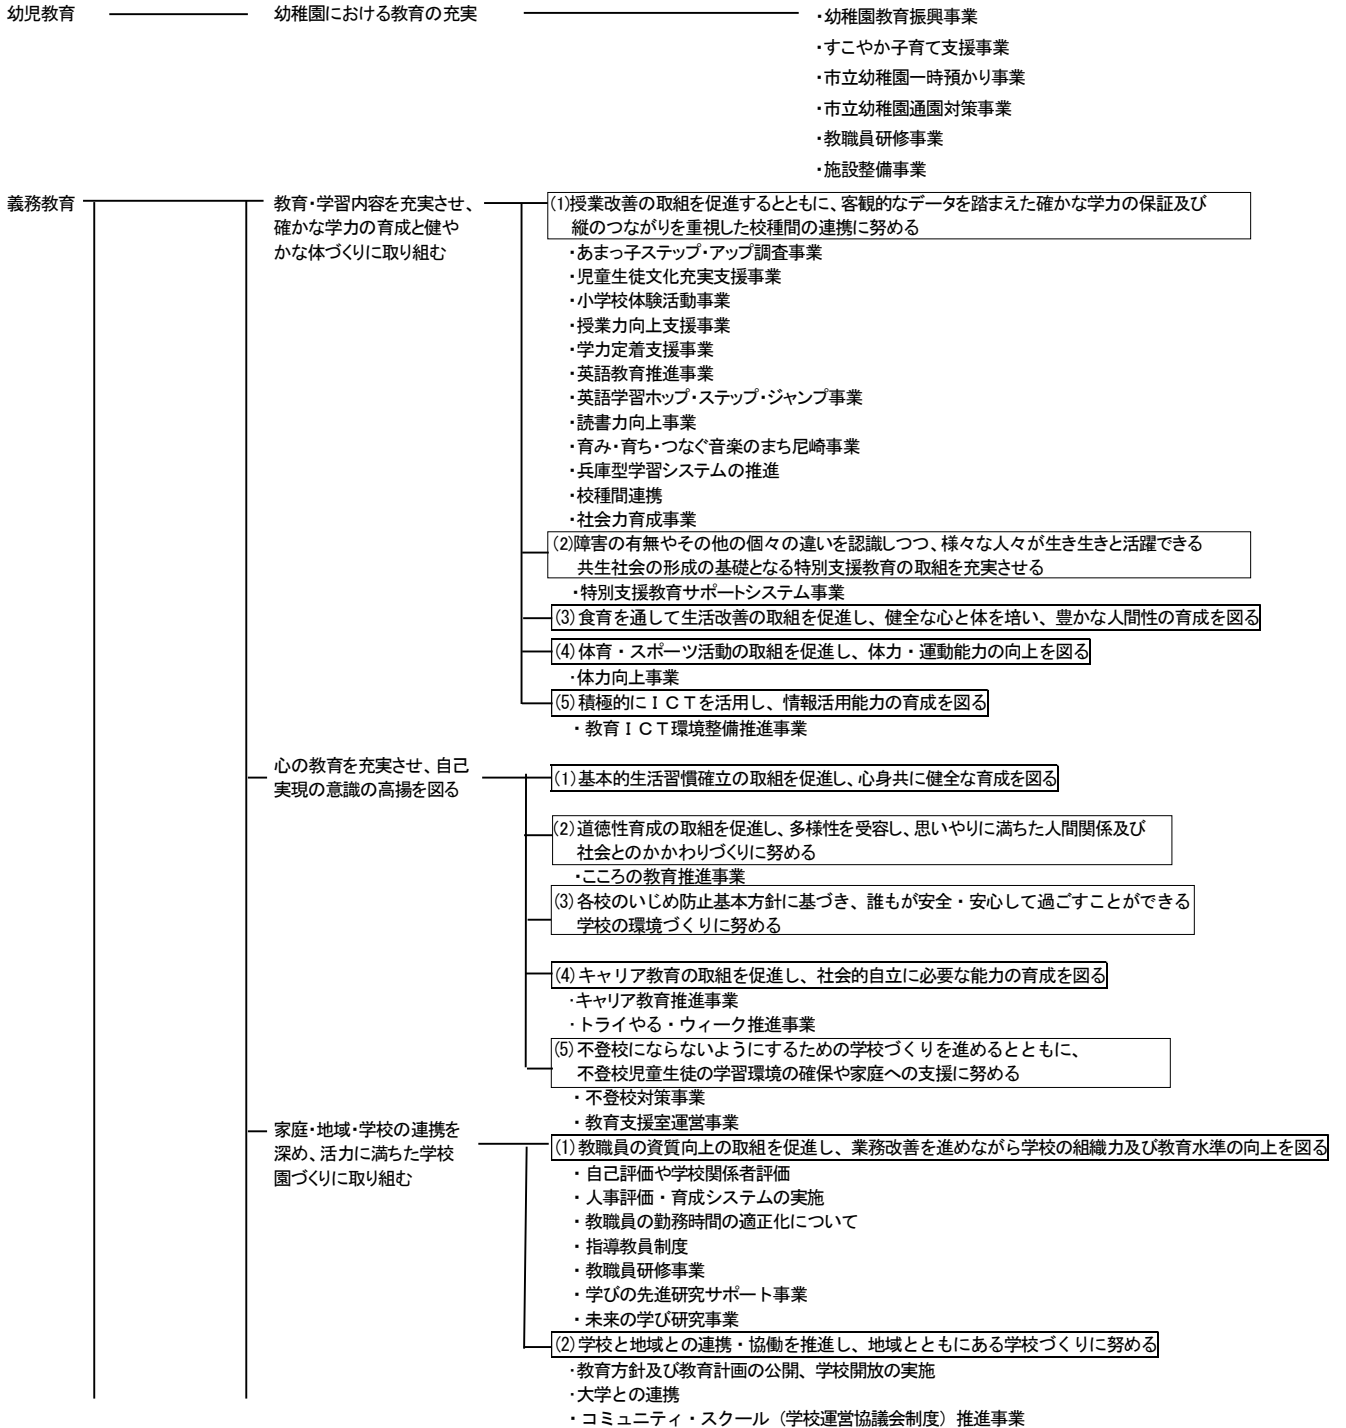 幼児教育
幼稚園における教育の充実
・幼稚園教育振興事業
・すこやか子育て支援事業
・市立幼稚園一時預かり事業
・市立幼稚園通園対策事業
・教職員研修事業
・施設整備事業
義務教育
教育・学習内容を充実させ、
確かな学力の育成と健や
かな体づくりに取り組む
(1)授業改善の取組を促進するとともに、客観的なデータを踏まえた確かな学力の保証及び
縦のつながりを重視した校種間の連携に努める
・あまっ子ステップ・アップ調査事業
・児童生徒文化充実支援事業
・小学校体験活動事業
・授業力向上支援事業
・学力定着支援事業
・英語教育推進事業
・英語学習ホップ・ステップ・ジャンプ事業
・読書力向上事業
・育み・育ち・つなぐ音楽のまち尼崎事業
・兵庫型学習システムの推進
・校種間連携
・社会力育成事業
(2)障害の有無やその他の個々の違いを認識しつつ、様々な人々が生き生きと活躍できる
共生社会の形成の基礎となる特別支援教育の取組を充実させる
・特別支援教育サポートシステム事業
(3)食育を通して生活改善の取組を促進し、健全な心と体を培い、豊かな人間性の育成を図る
(4)体育・スポーツ活動の取組を促進し、体力・運動能力の向上を図る
・体力向上事業
(5)積極的にＩＣＴを活用し、情報活用能力の育成を図る
・教育ＩＣＴ環境整備推進事業
心の教育を充実させ、自己
実現の意識の高揚を図る
(1)基本的生活習慣確立の取組を促進し、心身共に健全な育成を図る
(2)道徳性育成の取組を促進し、多様性を受容し、思いやりに満ちた人間関係及び
社会とのかかわりづくりに努める
・こころの教育推進事業
(3)各校のいじめ防止基本方針に基づき、誰もが安全・安心して過ごすことができる
学校の環境づくりに努める
(4)キャリア教育の取組を促進し、社会的自立に必要な能力の育成を図る
・キャリア教育推進事業
・トライやる・ウィーク推進事業
(5)不登校にならないようにするための学校づくりを進めるとともに、
不登校児童生徒の学習環境の確保や家庭への支援に努める
・不登校対策事業
・教育支援室運営事業
家庭・地域・学校の連携を
深め、活力に満ちた学校
園づくりに取り組む
(1)教職員の資質向上の取組を促進し、業務改善を進めながら学校の組織力及び教育水準の向上を図る
・自己評価や学校関係者評価
・人事評価・育成システムの実施
・教職員の勤務時間の適正化について
・指導教員制度
・教職員研修事業
・学びの先進研究サポート事業
・未来の学び研究事業
(2)学校と地域との連携・協働を推進し、地域とともにある学校づくりに努める
・教育方針及び教育計画の公開、学校開放の実施
・大学との連携
・コミュニティ・スクール（学校運営協議会制度）推進事業